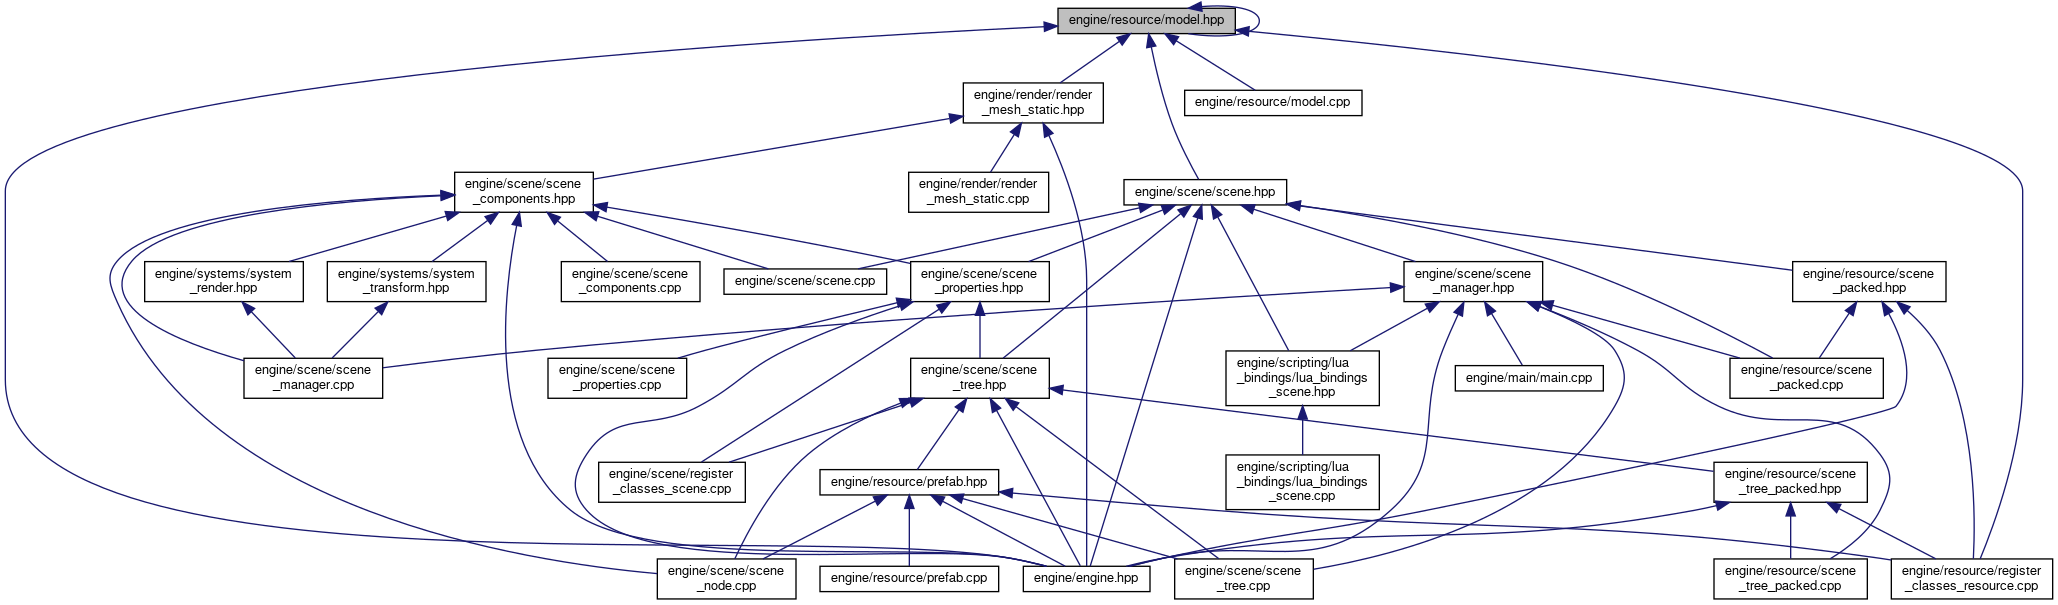 engine/resource/model.hpp
engine/render/render
_mesh_static.hpp
engine/resource/model.cpp
engine/scene/scene
_components.hpp
engine/render/render
_mesh_static.cpp
engine/scene/scene.hpp
engine/systems/system
_render.hpp
engine/systems/system
_transform.hpp
engine/scene/scene
_components.cpp
engine/scene/scene.cpp
engine/scene/scene
_properties.hpp
engine/scene/scene
_manager.hpp
engine/resource/scene
_packed.hpp
engine/scene/scene
_manager.cpp
engine/scene/scene
_properties.cpp
engine/scene/scene
_tree.hpp
engine/scripting/lua
_bindings/lua_bindings
_scene.hpp
engine/main/main.cpp
engine/resource/scene
_packed.cpp
engine/scene/register
_classes_scene.cpp
engine/resource/prefab.hpp
engine/scripting/lua
_bindings/lua_bindings
_scene.cpp
engine/resource/scene
_tree_packed.hpp
engine/scene/scene
_node.cpp
engine/resource/prefab.cpp
engine/engine.hpp
engine/scene/scene
_tree.cpp
engine/resource/scene
_tree_packed.cpp
engine/resource/register
_classes_resource.cpp